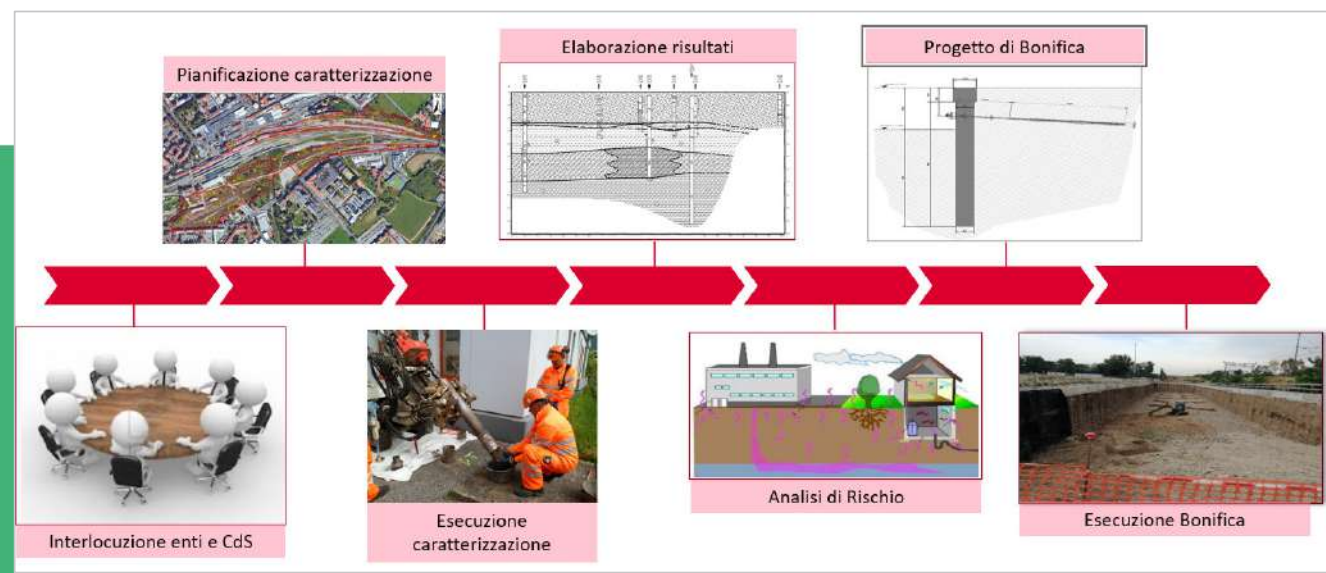 Elaborazione risultati
Progetto di Bonifica
Pianificazione caratterizzazione
Interlocuzione enti e CdS
Esecuzione
caratterizzazione
Analisi di Rischio
Esecuzione Bonifica